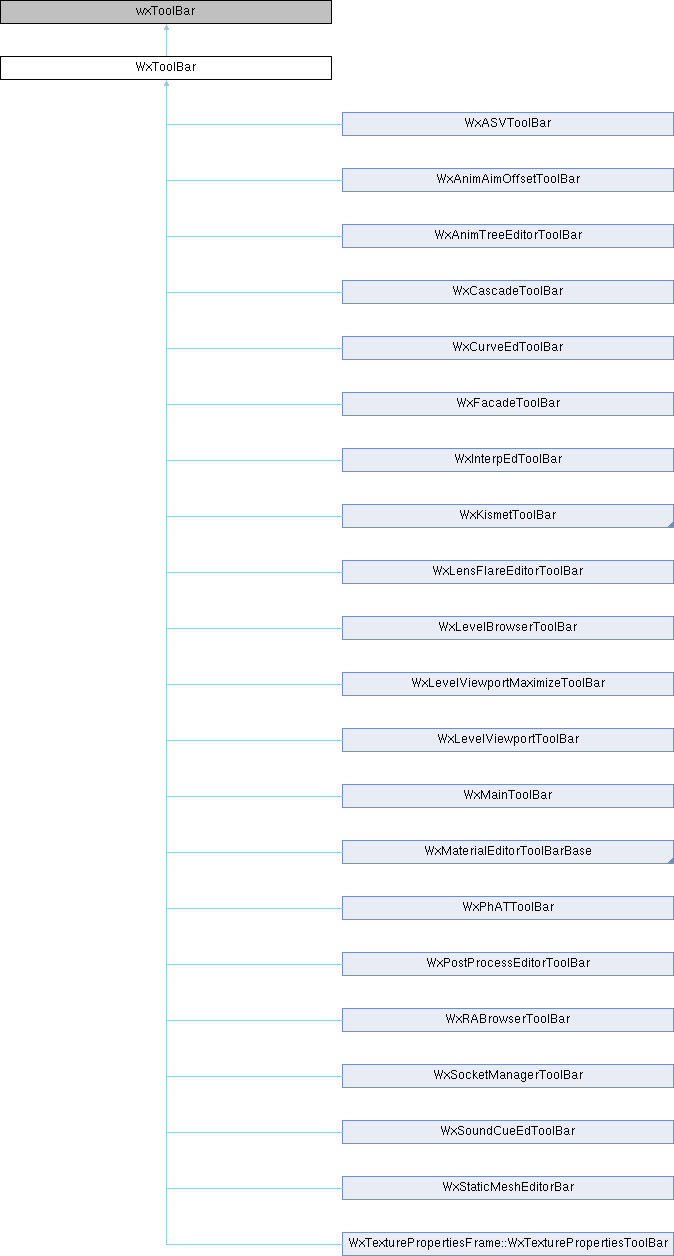 wxToolBar
WxToolBar
WxASVToolBar
WxAnimAimOffsetToolBar
WxAnimTreeEditorToolBar
WxCascadeToolBar
WxCurveEdToolBar
WxFacadeToolBar
WxInterpEdToolBar
WxKismetToolBar
WxLensFlareEditorToolBar
WxLevelBrowserToolBar
WxLevelViewportMaximizeToolBar
WxLevelViewportToolBar
WxMainToolBar
WxMaterialEditorToolBarBase
WxPhATToolBar
WxPostProcessEditorToolBar
WxRABrowserToolBar
WxSocketManagerToolBar
WxSoundCueEdToolBar
WxStaticMeshEditorBar
WxTexturePropertiesFrame::WxTexturePropertiesToolBar